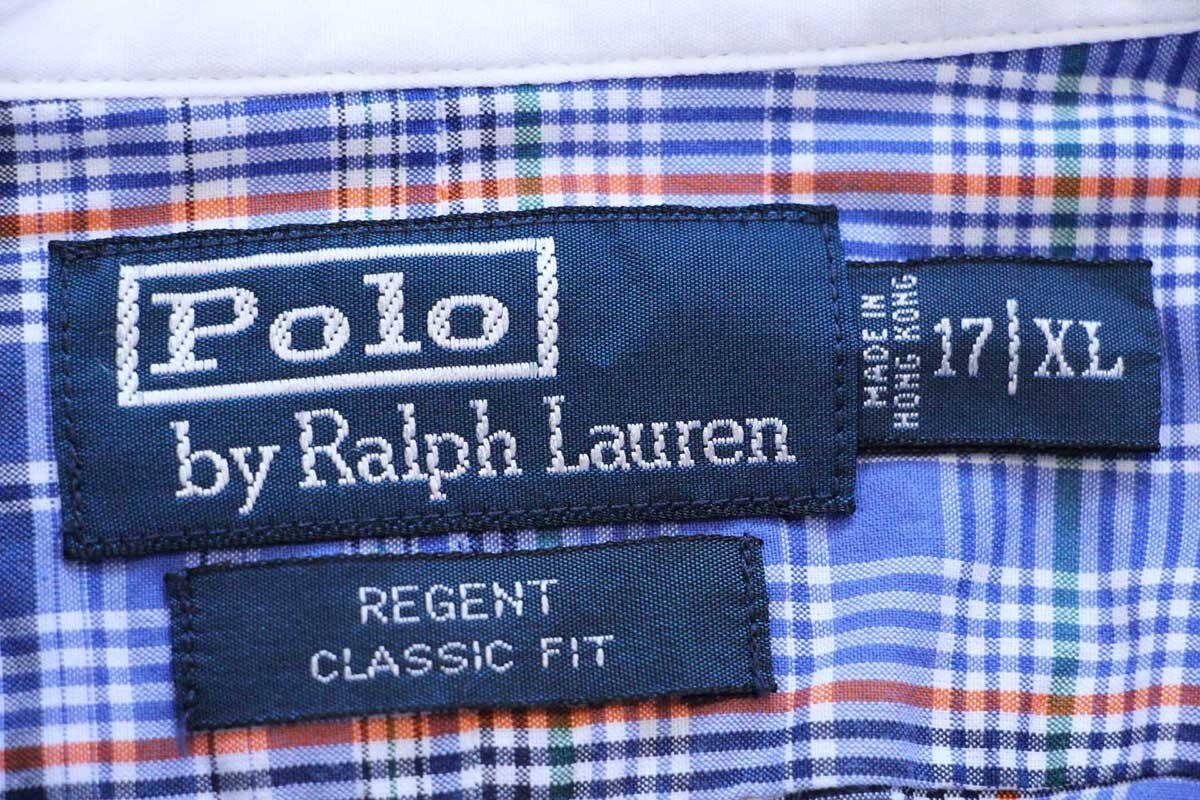 Polo
by Ralph Lauren
MADE IN
HONG KONG
17|XL
REGENT
CLASSIC FIT